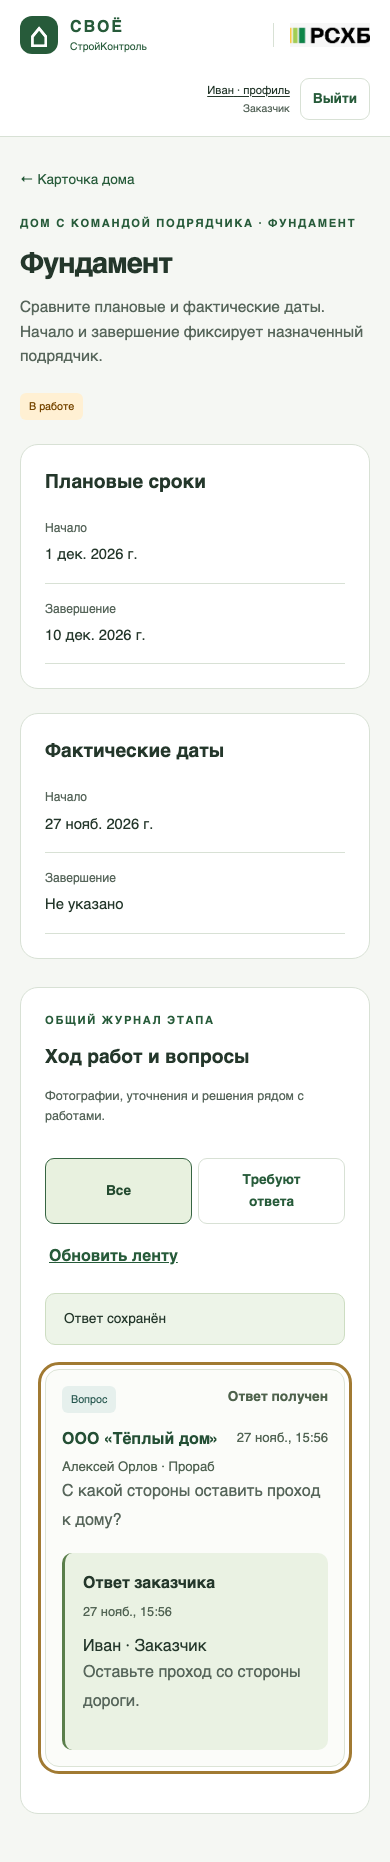 СВОЁ
СтройКонтроль
РСХБ
Иван · профиль
Заказчик
Выйти
← Карточка дома
ДОМ С КОМАНДОЙ ПОДРЯДЧИКА · ФУНДАМЕНТ
Фундамент
Сравните плановые и фактические даты.
Начало и завершение фиксирует назначенный
подрядчик.
В работе
Плановые сроки
Начало
1 дек. 2026 г.
Завершение
10 дек. 2026 г.
Фактические даты
Начало
27 нояб. 2026 г.
Завершение
Не указано
ОБЩИЙ ЖУРНАЛ ЭТАПА
Ход работ и вопросы
Фотографии, уточнения и решения рядом с
работами.
Все
Требуют
ответа
Обновить ленту
Ответ сохранён
Вопрос
Ответ получен
ООО «Тёплый дом»
27 нояб., 15:56
Алексей Орлов · Прораб
С какой стороны оставить проход
к дому?
Ответ заказчика
27 нояб., 15:56
Иван · Заказчик
Оставьте проход со стороны
дороги.